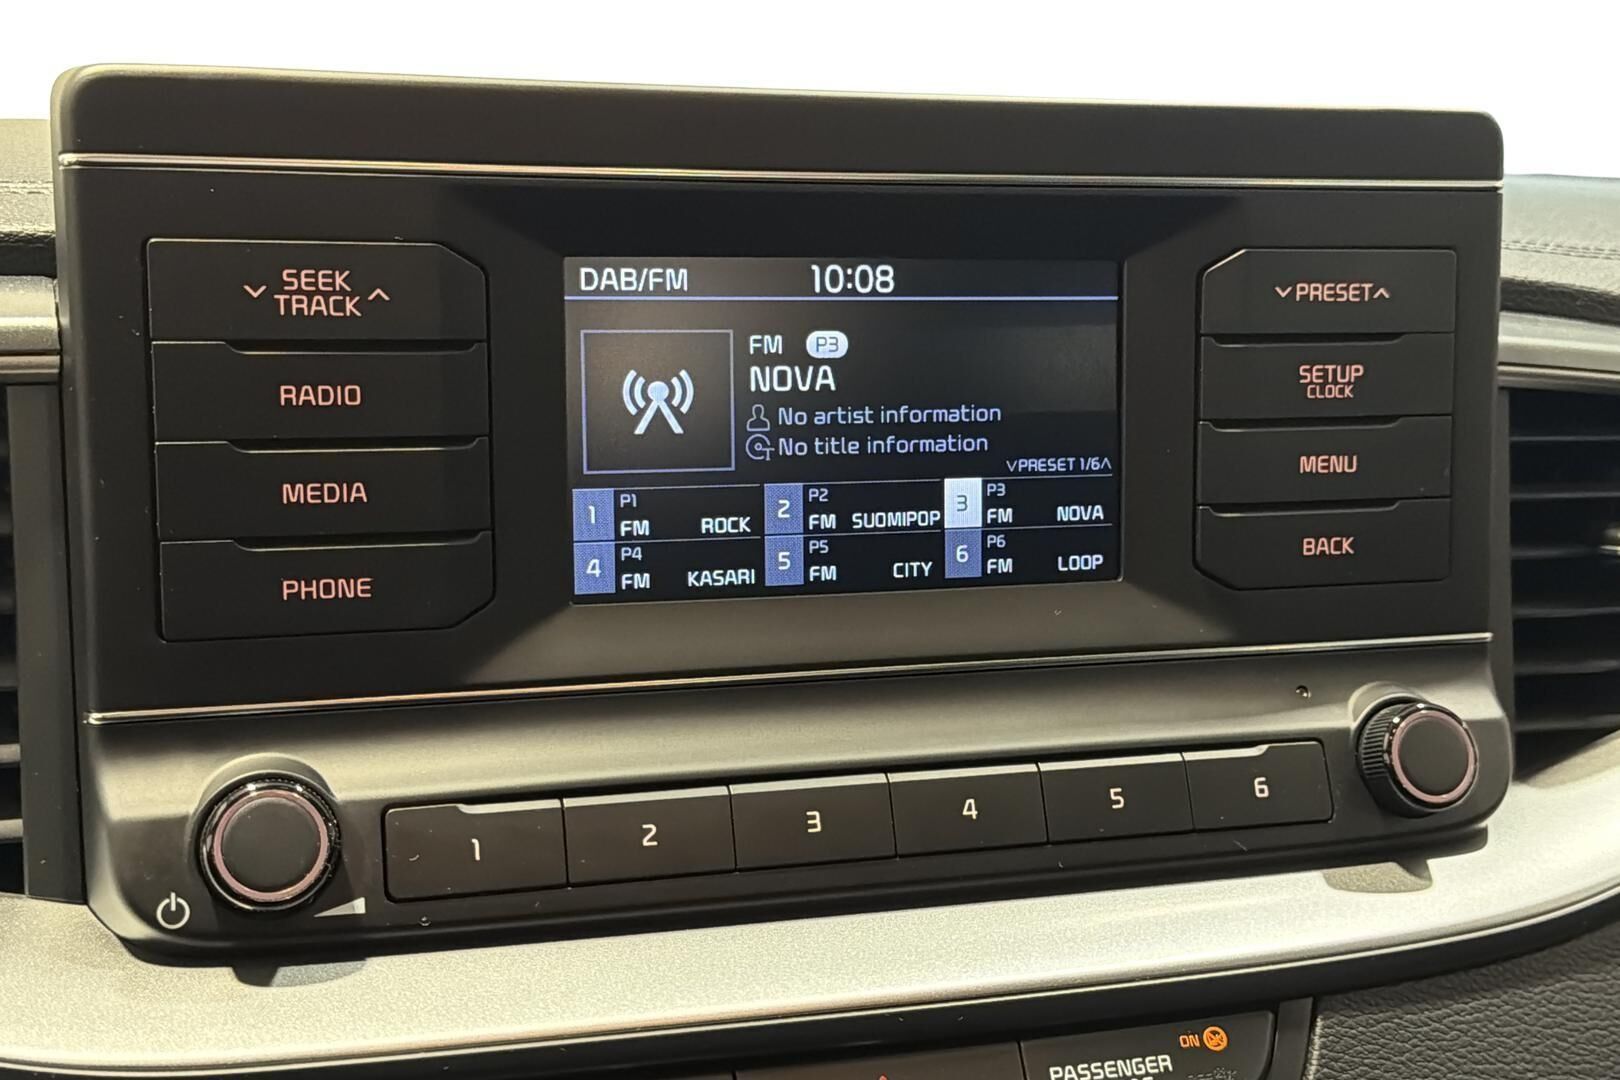 SEEK
TRACK
RADIO
MEDIA
PHONE
DAB/FM 10:08
FM P3
NOVA
No artist information
No title information
PRESET 1/6
1 P1 FM ROCK
2 P2 FM SUOMIPOP
3 P3 FM NOVA
4 P4 FM KASARI
5 P5 FM CITY
6 P6 FM LOOP
PRESET
SETUP
CLOCK
MENU
BACK
1 2 3 4 5 6
ON
PASSENGER